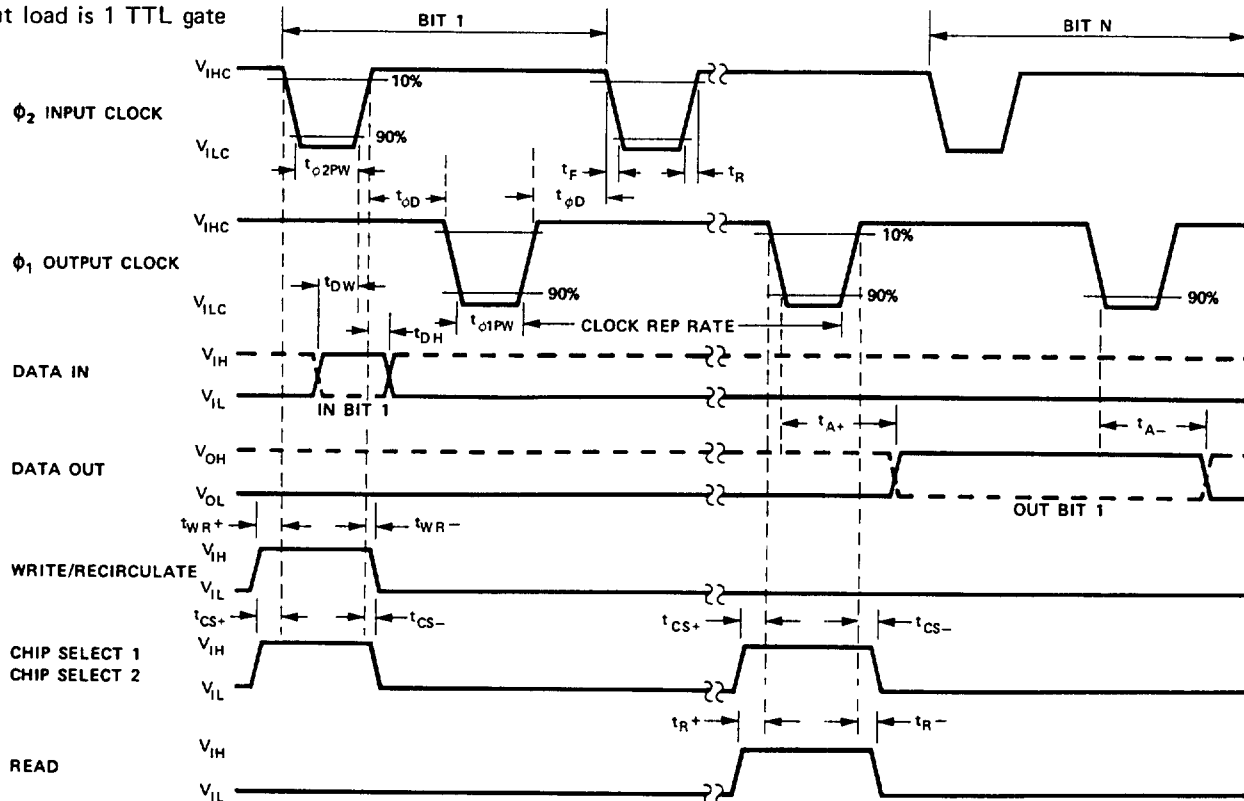 ut load is 1 TTL gate
BIT 1
BIT N
V_IHC
10%
ϕ2 INPUT CLOCK
90%
V_ILC
t_ϕ2PW
t_F
t_R
t_ϕD
t_ϕD
V_IHC
10%
ϕ1 OUTPUT CLOCK
t_DW
90%
90%
90%
V_ILC
t_ϕ1PW
CLOCK REP RATE
t_DH
V_IH
DATA IN
V_IL
IN BIT 1
t_A+
t_A−
V_OH
DATA OUT
V_OL
OUT BIT 1
t_WR+
t_WR−
V_IH
WRITE/RECIRCULATE
V_IL
t_CS+
t_CS−
t_CS+
t_CS−
V_IH
CHIP SELECT 1
CHIP SELECT 2
V_IL
t_R+
t_R−
V_IH
READ
V_IL